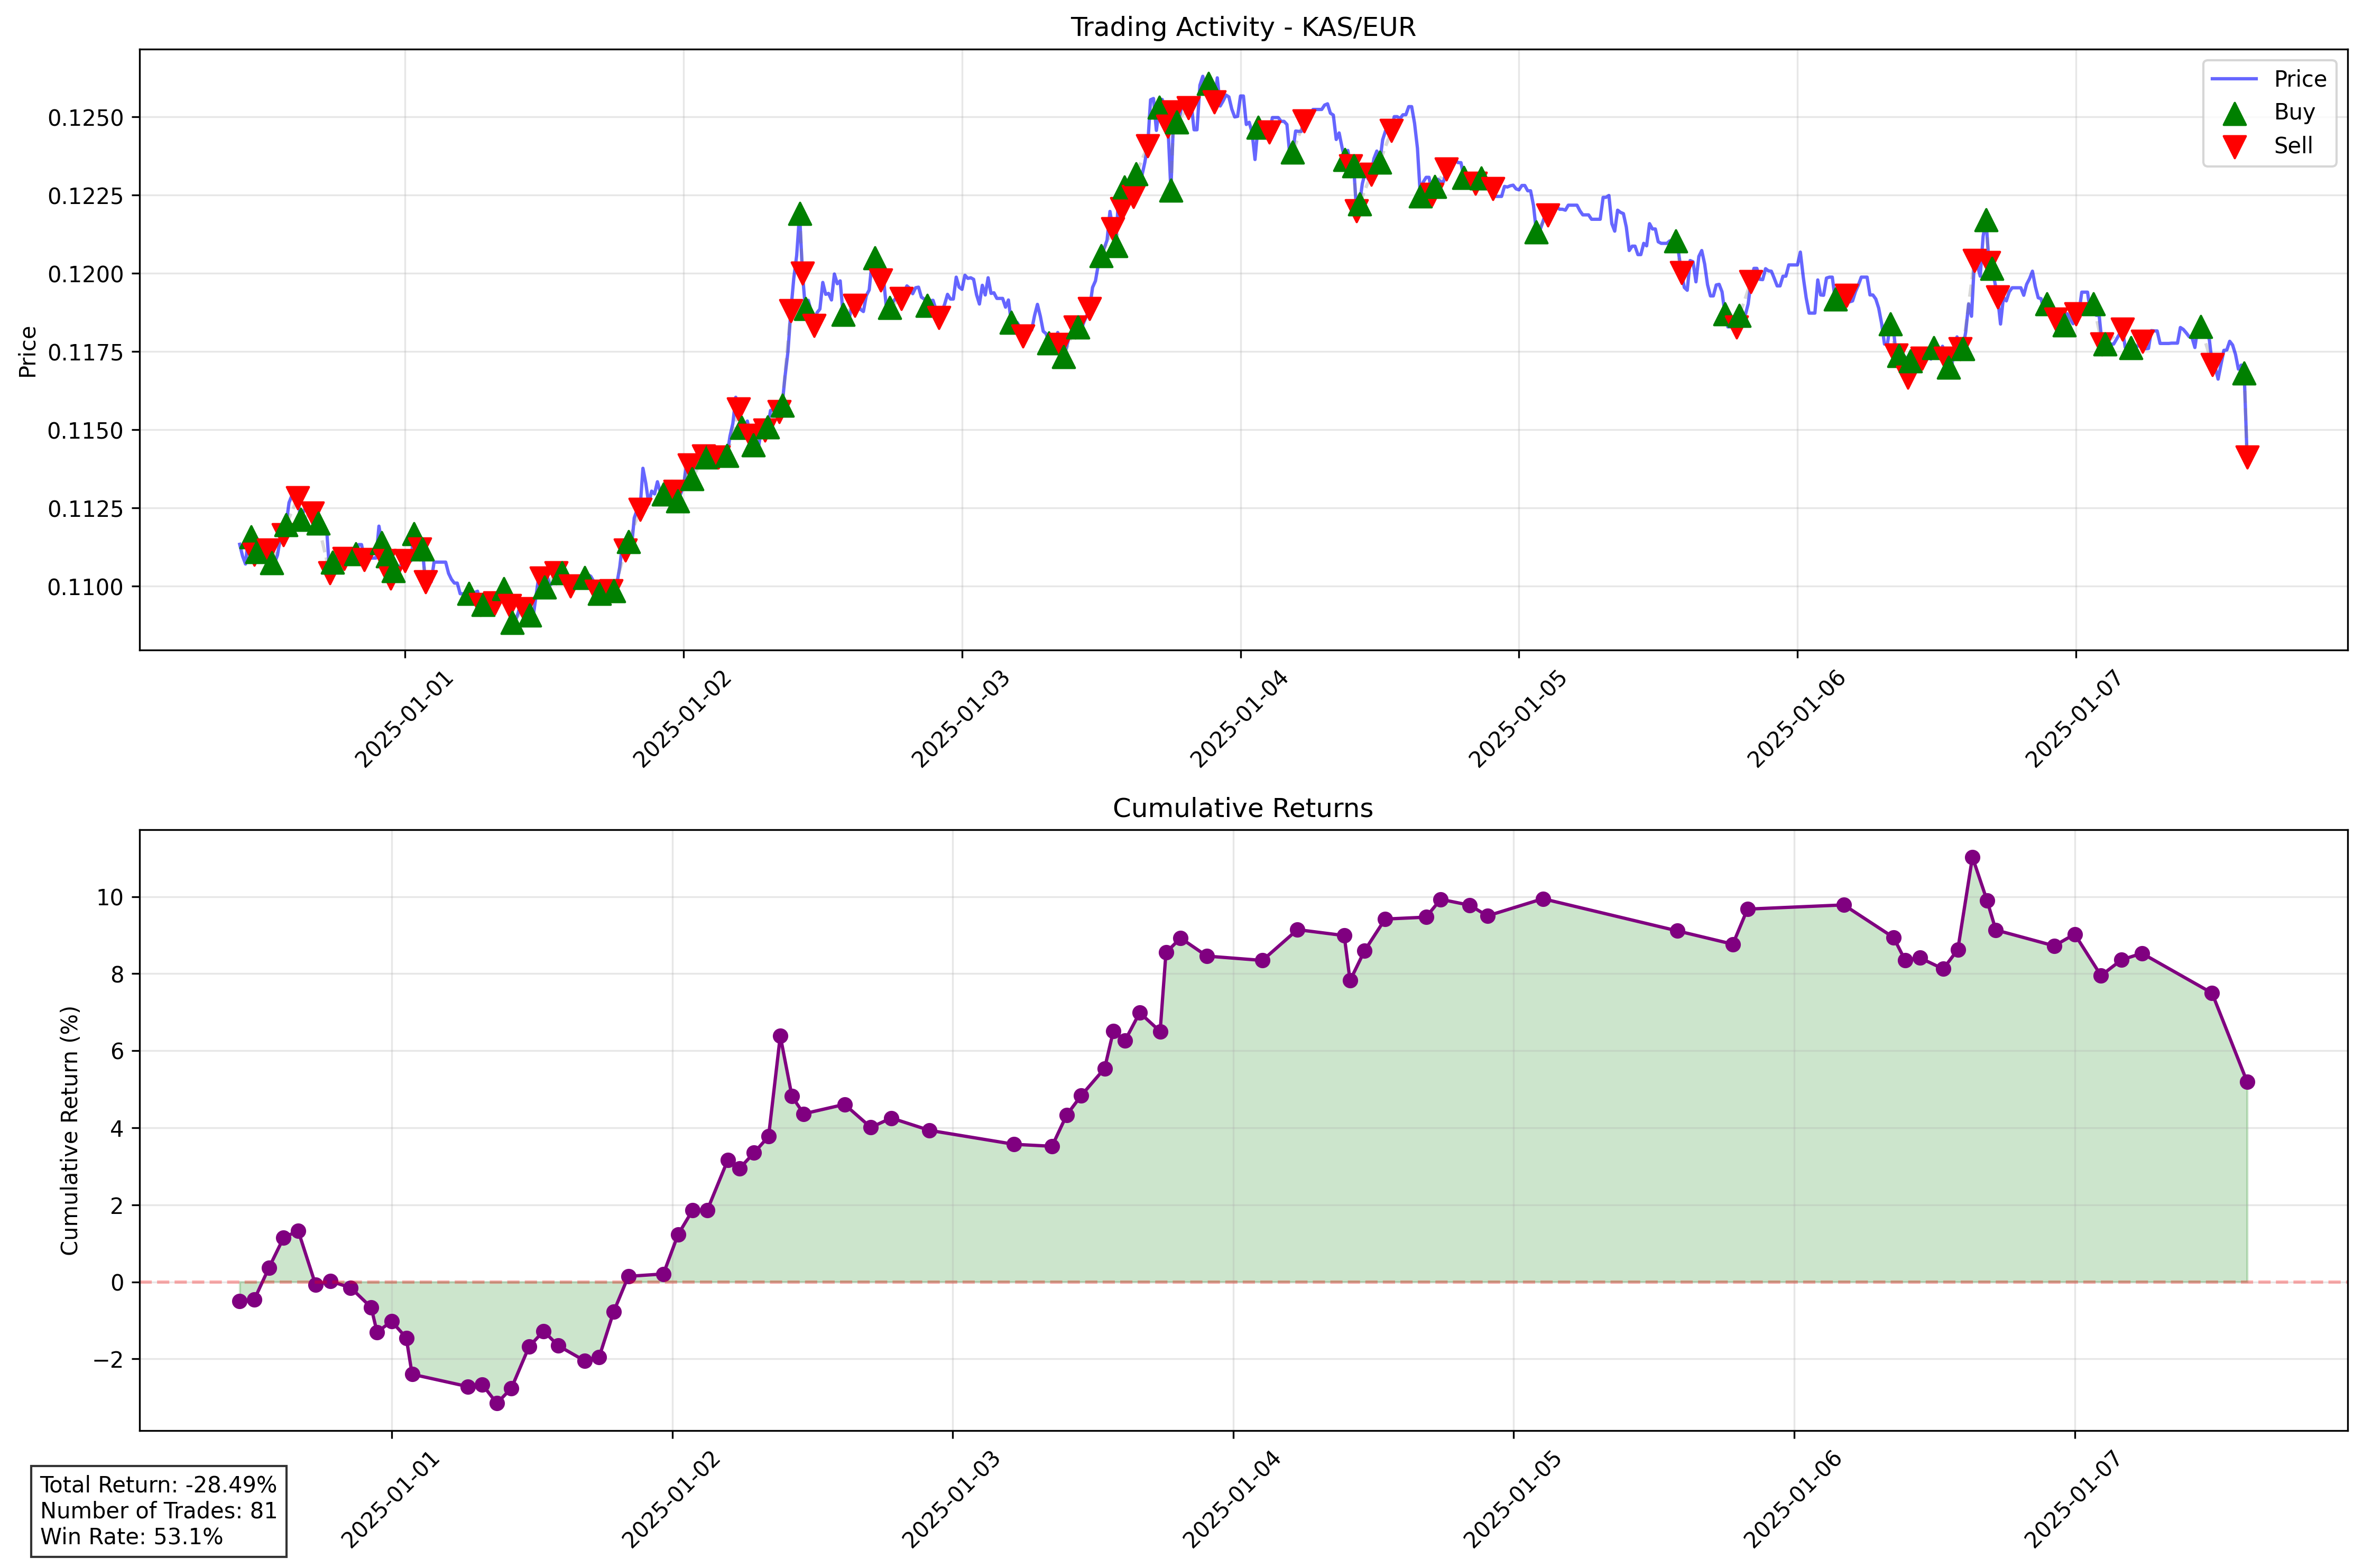 Trading Activity - KAS/EUR
Price
0.1250
0.1225
0.1200
0.1175
0.1150
0.1125
0.1100
Price
Buy
Sell
2025-01-01
2025-01-02
2025-01-03
2025-01-04
2025-01-05
2025-01-06
2025-01-07
Cumulative Returns
Cumulative Return (%)
10
8
6
4
2
0
−2
2025-01-01
2025-01-02
2025-01-03
2025-01-04
2025-01-05
2025-01-06
2025-01-07
Total Return: -28.49%
Number of Trades: 81
Win Rate: 53.1%